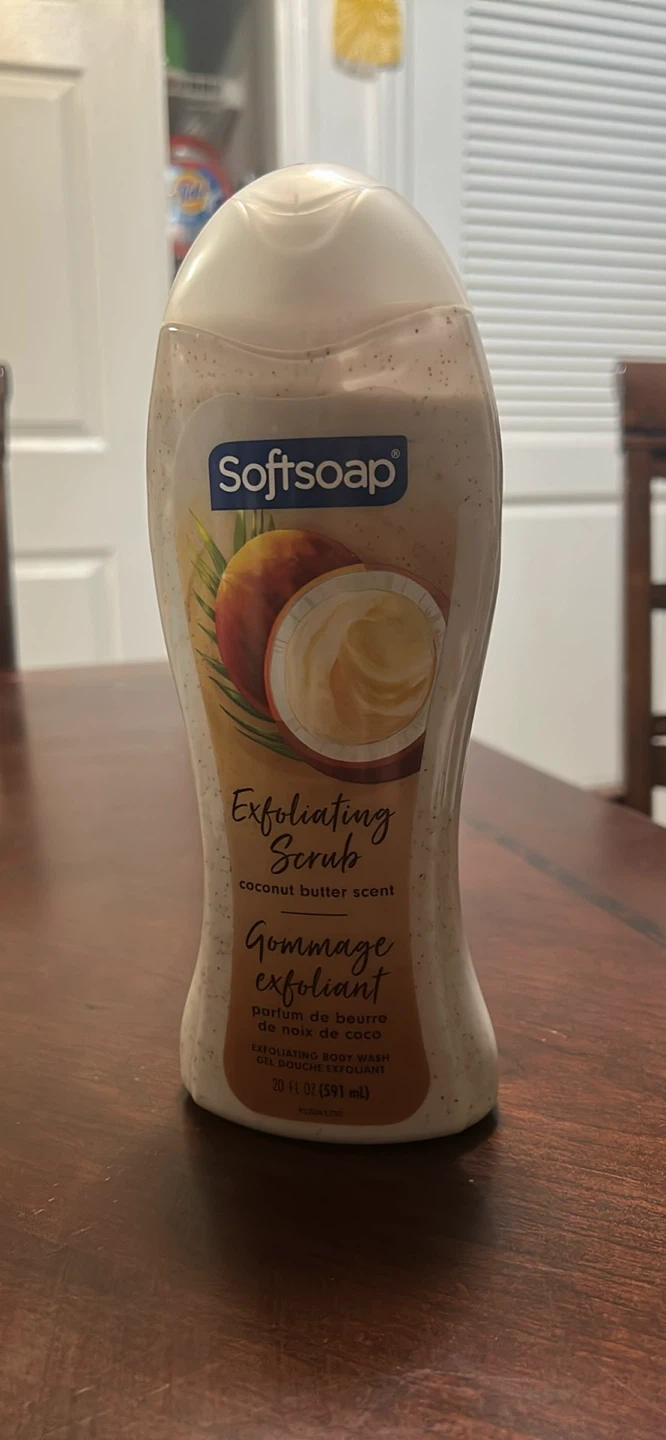 Tide
Softsoap®
Exfoliating
Scrub
coconut butter scent
Gommage
exfoliant
parfum de beurre
de noix de coco
EXFOLIATING BODY WASH
GEL DOUCHE EXFOLIANT
20 FL OZ (591 mL)